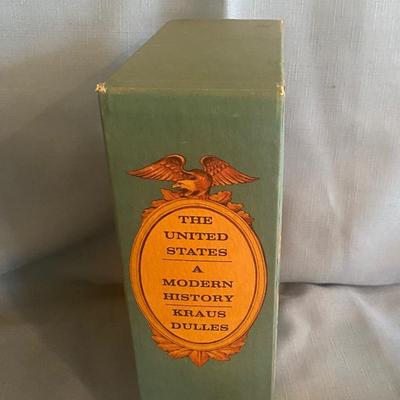 THE
UNITED
STATES
A
MODERN
HISTORY
KRAUS
DULLES